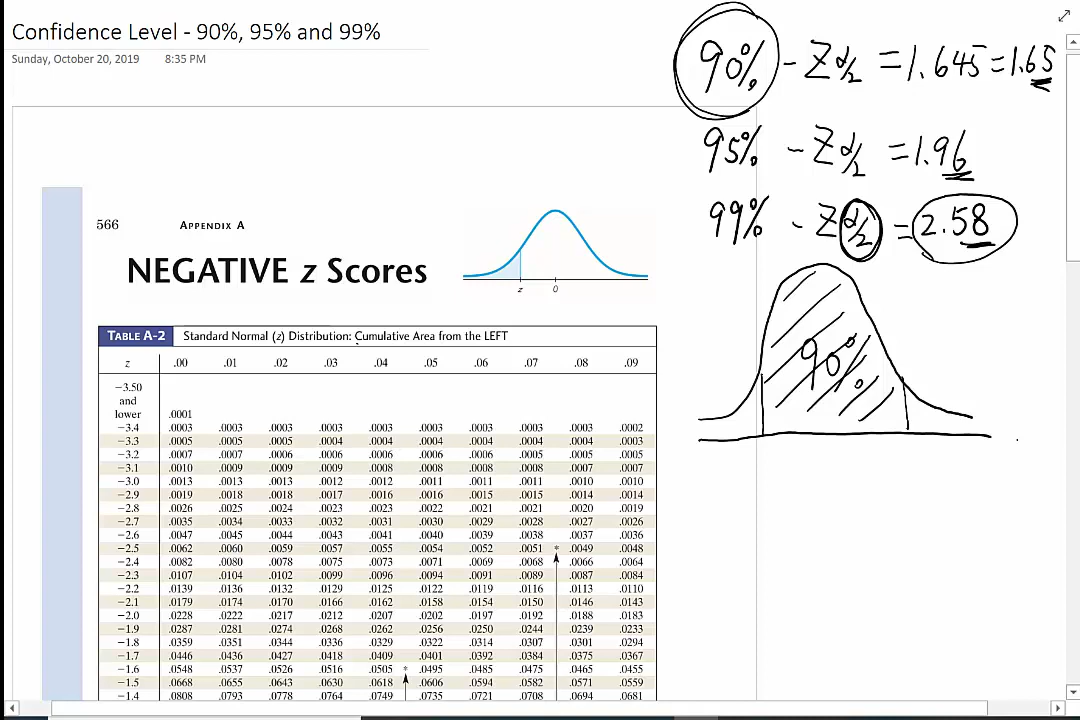 Confidence Level - 90%, 95% and 99%
Sunday, October 20, 2019 8:35 PM
90% - Zα/2 = 1.645 = 1.65
95% - Zα/2 = 1.96
99% - Zα/2 = 2.58
90%
566 APPENDIX A
NEGATIVE z Scores
z 0
TABLE A-2 Standard Normal (z) Distribution: Cumulative Area from the LEFT
z .00 .01 .02 .03 .04 .05 .06 .07 .08 .09
−3.50
and
lower .0001
−3.4 .0003 .0003 .0003 .0003 .0003 .0003 .0003 .0003 .0003 .0002
−3.3 .0005 .0005 .0005 .0004 .0004 .0004 .0004 .0004 .0004 .0003
−3.2 .0007 .0007 .0006 .0006 .0006 .0006 .0006 .0005 .0005 .0005
−3.1 .0010 .0009 .0009 .0009 .0008 .0008 .0008 .0008 .0007 .0007
−3.0 .0013 .0013 .0013 .0012 .0012 .0011 .0011 .0011 .0010 .0010
−2.9 .0019 .0018 .0018 .0017 .0016 .0016 .0015 .0015 .0014 .0014
−2.8 .0026 .0025 .0024 .0023 .0023 .0022 .0021 .0021 .0020 .0019
−2.7 .0035 .0034 .0033 .0032 .0031 .0030 .0029 .0028 .0027 .0026
−2.6 .0047 .0045 .0044 .0043 .0041 .0040 .0039 .0038 .0037 .0036
−2.5 .0062 .0060 .0059 .0057 .0055 .0054 .0052 .0051 * .0049 .0048
−2.4 .0082 .0080 .0078 .0075 .0073 .0071 .0069 .0068 .0066 .0064
−2.3 .0107 .0104 .0102 .0099 .0096 .0094 .0091 .0089 .0087 .0084
−2.2 .0139 .0136 .0132 .0129 .0125 .0122 .0119 .0116 .0113 .0110
−2.1 .0179 .0174 .0170 .0166 .0162 .0158 .0154 .0150 .0146 .0143
−2.0 .0228 .0222 .0217 .0212 .0207 .0202 .0197 .0192 .0188 .0183
−1.9 .0287 .0281 .0274 .0268 .0262 .0256 .0250 .0244 .0239 .0233
−1.8 .0359 .0351 .0344 .0336 .0329 .0322 .0314 .0307 .0301 .0294
−1.7 .0446 .0436 .0427 .0418 .0409 .0401 .0392 .0384 .0375 .0367
−1.6 .0548 .0537 .0526 .0516 .0505 * .0495 .0485 .0475 .0465 .0455
−1.5 .0668 .0655 .0643 .0630 .0618 .0606 .0594 .0582 .0571 .0559
−1.4 .0808 .0793 .0778 .0764 .0749 .0735 .0721 .0708 .0694 .0681